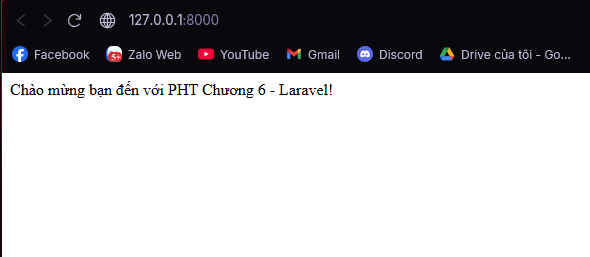 127.0.0.1:8000
Facebook Zalo Web YouTube Gmail Discord Drive của tôi - Go...
Chào mừng bạn đến với PHT Chương 6 - Laravel!